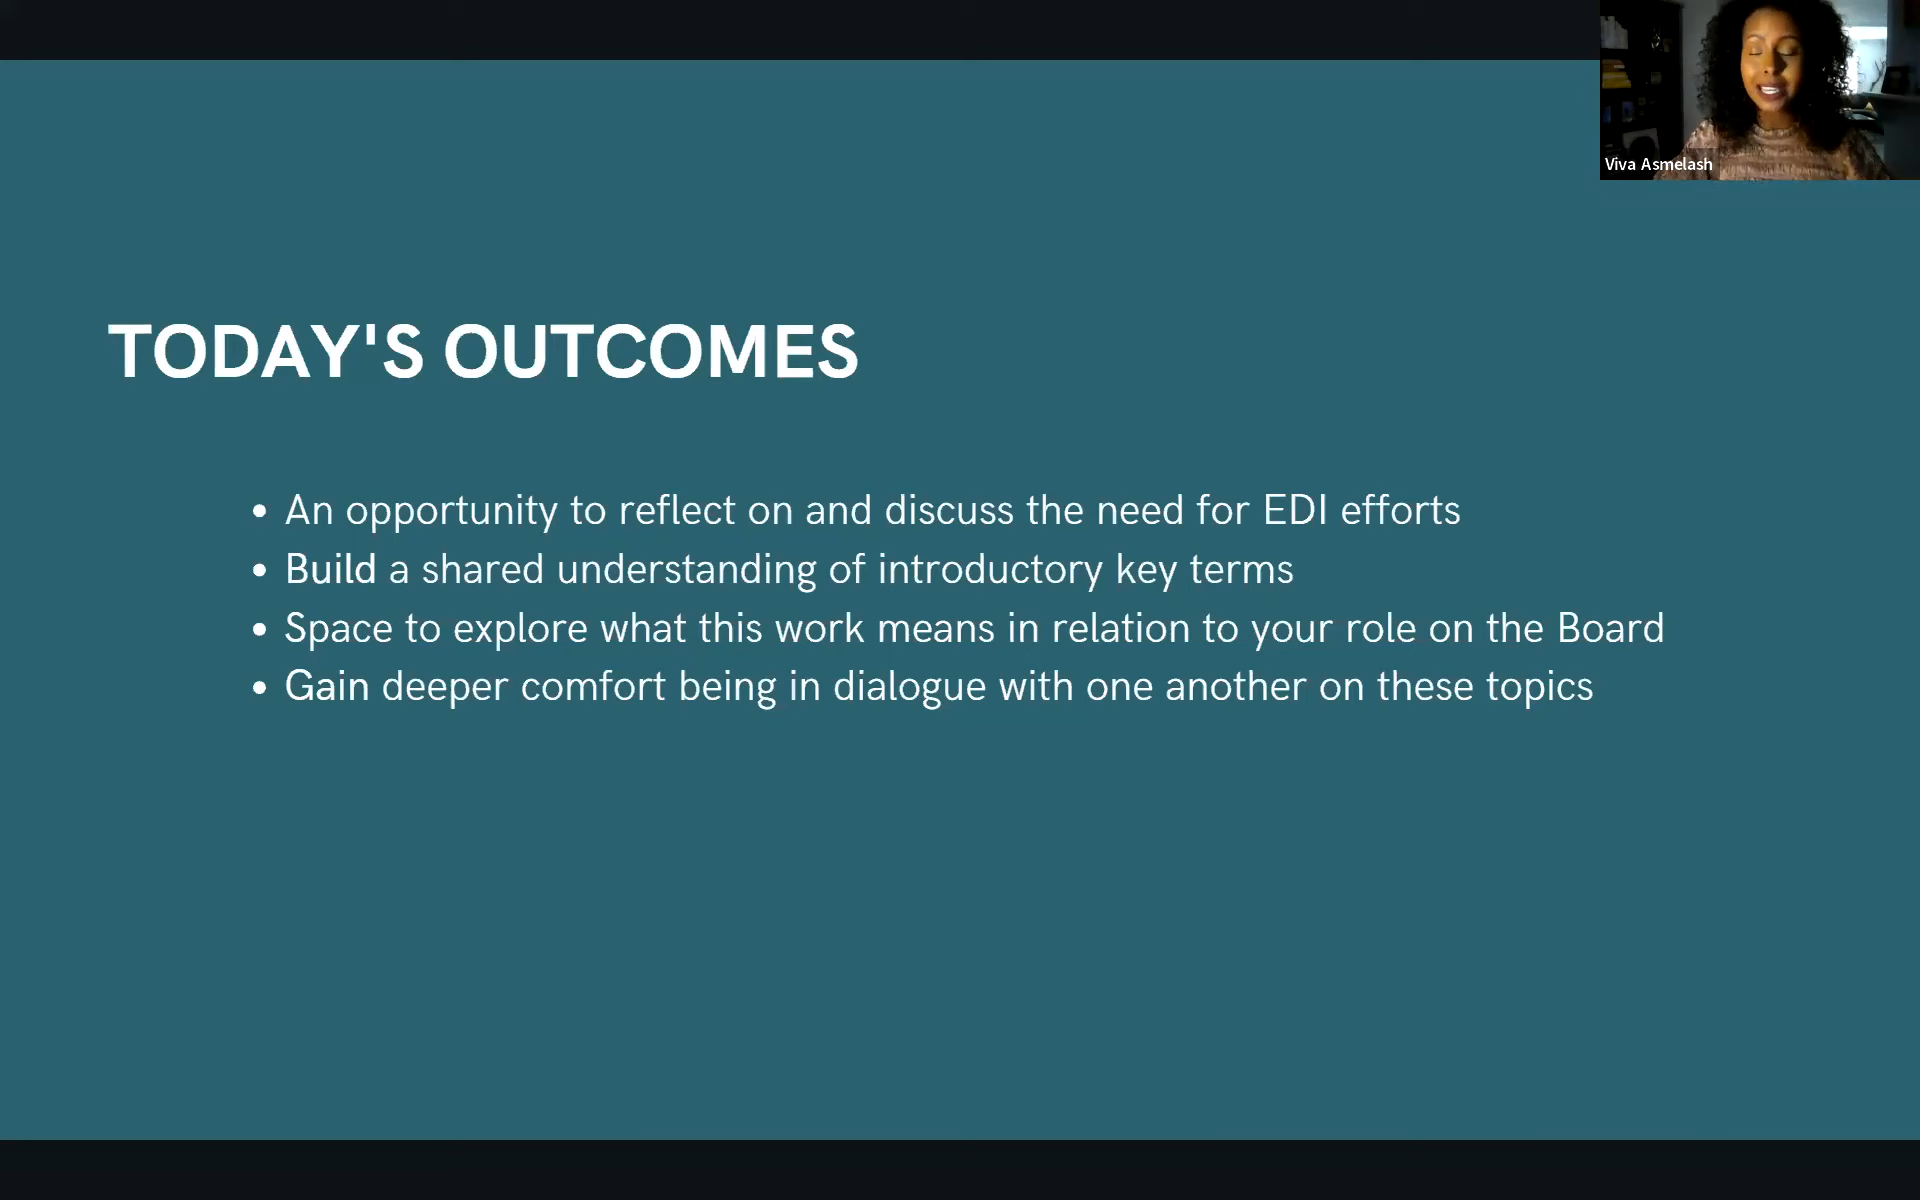 Viva Asmelash
TODAY'S OUTCOMES
• An opportunity to reflect on and discuss the need for EDI efforts
• Build a shared understanding of introductory key terms
• Space to explore what this work means in relation to your role on the Board
• Gain deeper comfort being in dialogue with one another on these topics